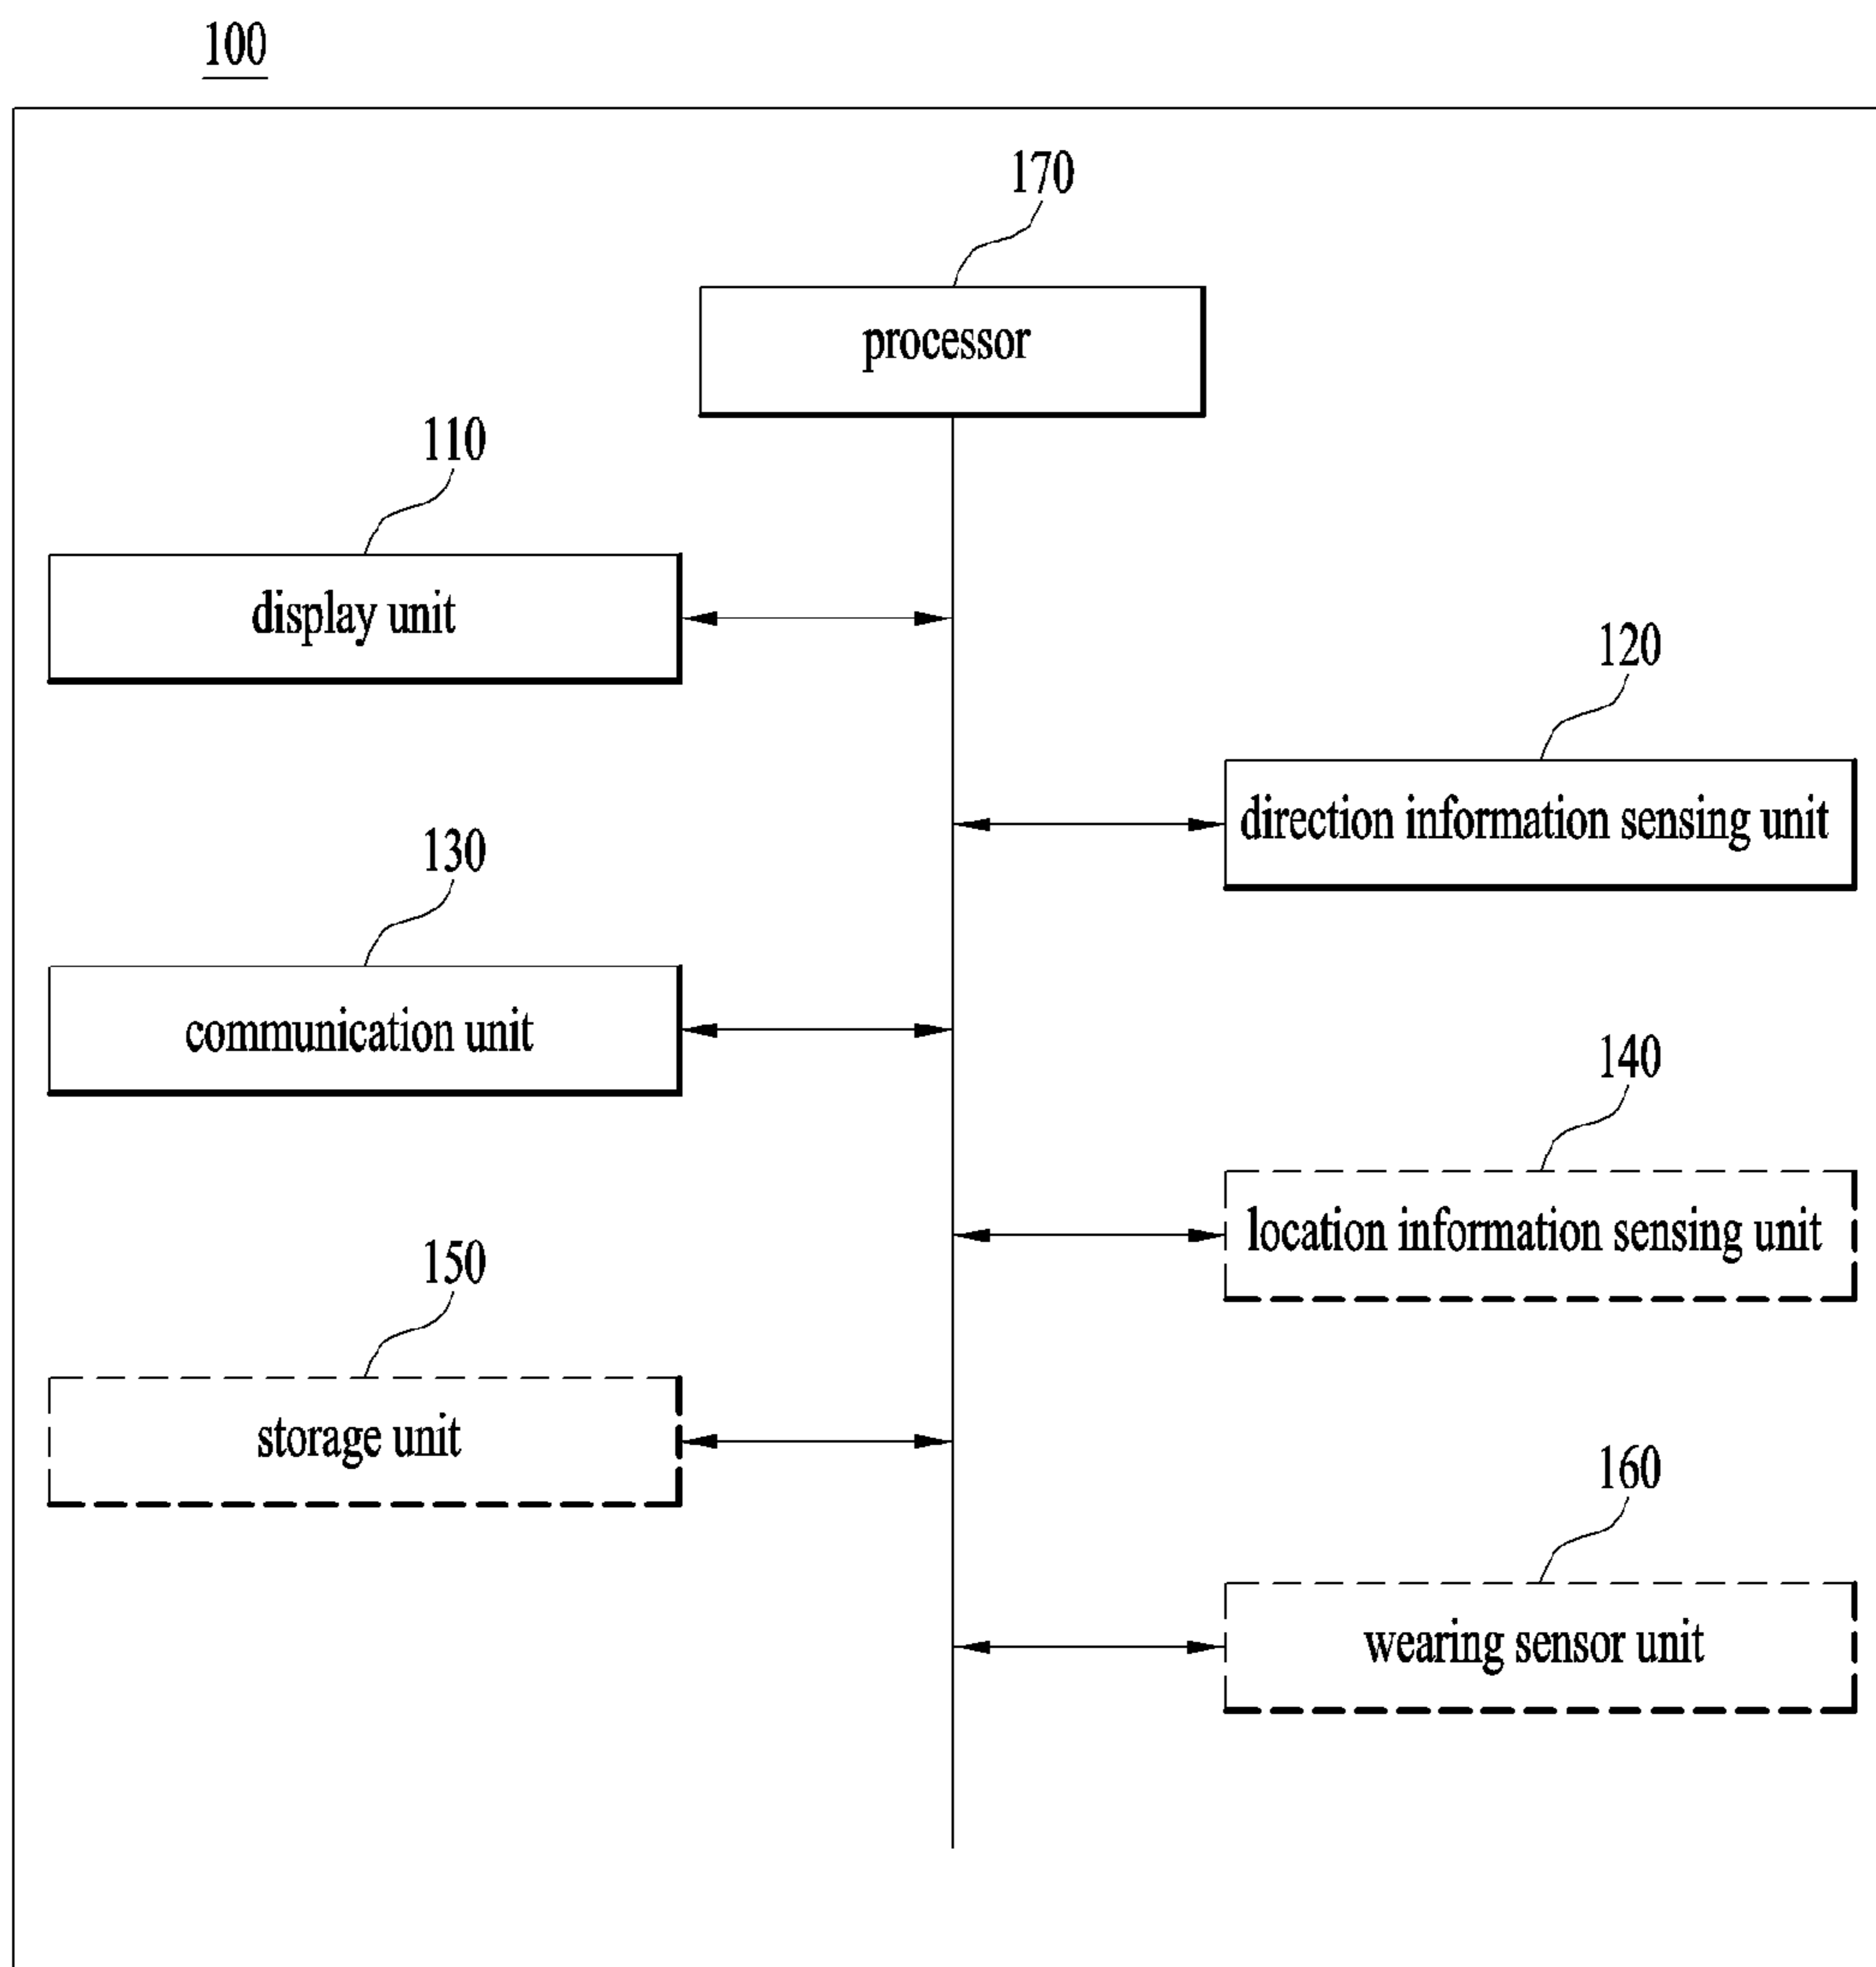 100
170
processor
110
display unit
120
direction information sensing unit
130
communication unit
140
location information sensing unit
150
storage unit
160
wearing sensor unit